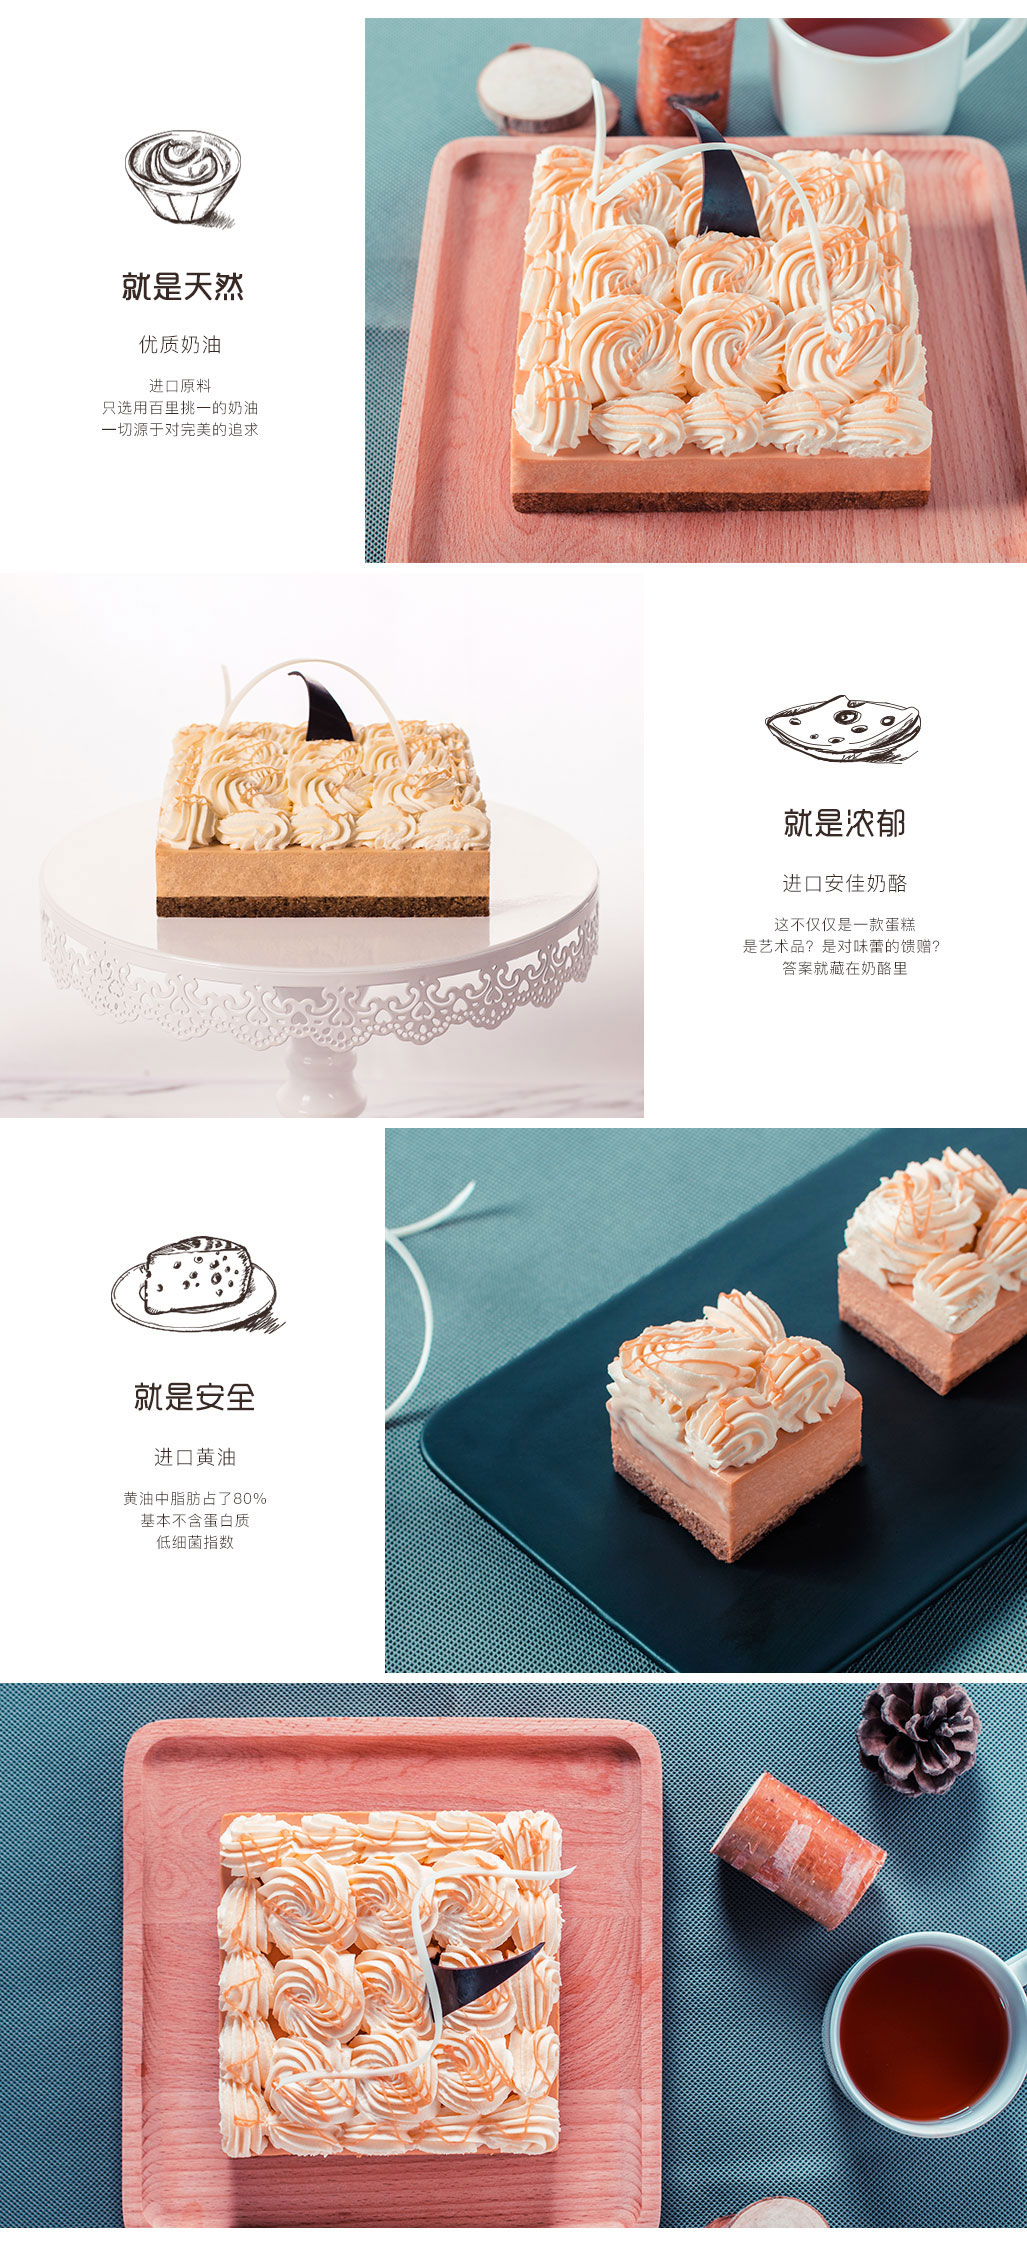 就是天然
优质奶油
进口原料
只选用百里挑一的奶油
一切源于对完美的追求
就是浓郁
进口安佳奶酪
这不仅仅是一款蛋糕
是艺术品？是对味蕾的馈赠？
答案就藏在奶酪里
就是安全
进口黄油
黄油中脂肪占了80%
基本不含蛋白质
低细菌指数